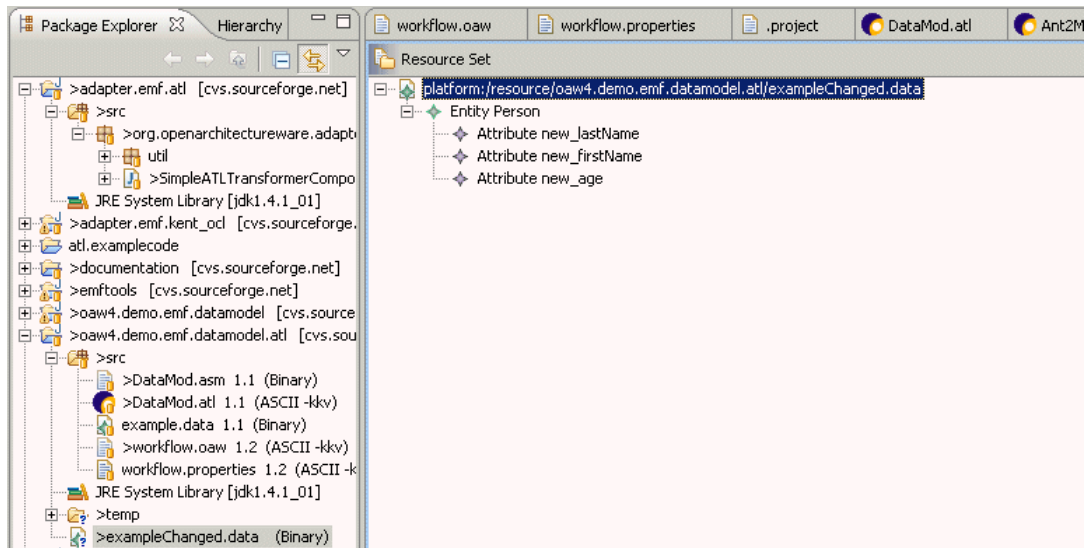 Package Explorer
Hierarchy
workflow.oaw
workflow.properties
.project
DataMod.atl
Ant2M
Resource Set
>adapter.emf.atl [cvs.sourceforge.net]
>src
>org.openarchitectureware.adapt
util
>SimpleATLTransformerCompo
JRE System Library [jdk1.4.1_01]
>adapter.emf.kent_ocl [cvs.sourceforge.
atl.examplecode
>documentation [cvs.sourceforge.net]
>emftools [cvs.sourceforge.net]
>oaw4.demo.emf.datamodel [cvs.source
>oaw4.demo.emf.datamodel.atl [cvs.sou
>src
>DataMod.asm 1.1 (Binary)
>DataMod.atl 1.1 (ASCII -kkv)
example.data 1.1 (Binary)
>workflow.oaw 1.2 (ASCII -kkv)
workflow.properties 1.2 (ASCII -k
JRE System Library [jdk1.4.1_01]
>temp
>exampleChanged.data (Binary)
platform:/resource/oaw4.demo.emf.datamodel.atl/exampleChanged.data
Entity Person
Attribute new_lastName
Attribute new_firstName
Attribute new_age